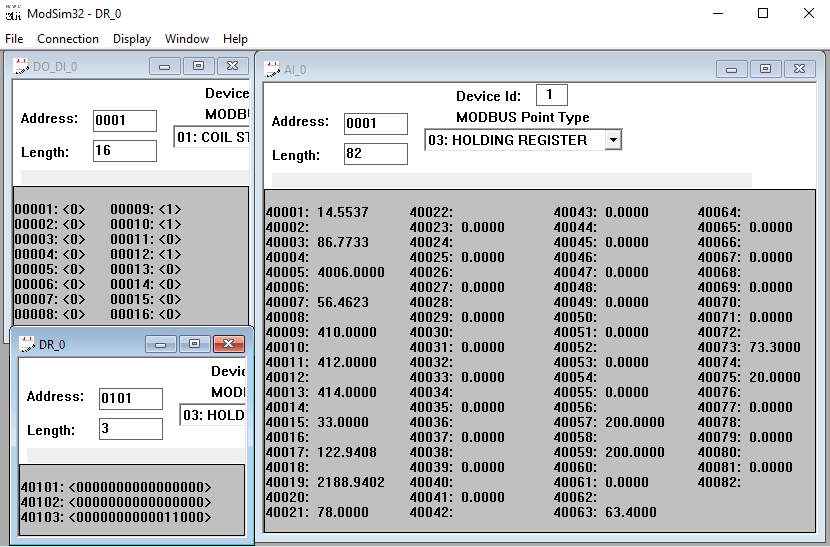 ModSim32 - DR_0
File Connection Display Window Help
DO_DI_0
Device
Address: 0001
MODBU
01: COIL ST
Length: 16
00001: <0> 00009: <1>
00002: <0> 00010: <1>
00003: <0> 00011: <0>
00004: <0> 00012: <1>
00005: <0> 00013: <0>
00006: <0> 00014: <0>
00007: <0> 00015: <0>
00008: <0> 00016: <0>
DR_0
Devic
Address: 0101
MODI
03: HOLD
Length: 3
40101: <0000000000000000>
40102: <0000000000000000>
40103: <0000000000011000>
AI_0
Device Id: 1
Address: 0001
MODBUS Point Type
03: HOLDING REGISTER
Length: 82
40001: 14.5537 40022: 40043: 0.0000 40064:
40002: 40023: 0.0000 40044: 40065: 0.0000
40003: 86.7733 40024: 40045: 0.0000 40066:
40004: 40025: 0.0000 40046: 40067: 0.0000
40005: 4006.0000 40026: 40047: 0.0000 40068:
40006: 40027: 0.0000 40048: 40069: 0.0000
40007: 56.4623 40028: 40049: 0.0000 40070:
40008: 40029: 0.0000 40050: 40071: 0.0000
40009: 410.0000 40030: 40051: 0.0000 40072:
40010: 40031: 0.0000 40052: 40073: 73.3000
40011: 412.0000 40032: 40053: 0.0000 40074:
40012: 40033: 0.0000 40054: 40075: 20.0000
40013: 414.0000 40034: 40055: 0.0000 40076:
40014: 40035: 0.0000 40056: 40077: 0.0000
40015: 33.0000 40036: 40057: 200.0000 40078:
40016: 40037: 0.0000 40058: 40079: 0.0000
40017: 122.9408 40038: 40059: 200.0000 40080:
40018: 40039: 0.0000 40060: 40081: 0.0000
40019: 2188.9402 40040: 40061: 0.0000 40082:
40020: 40041: 0.0000 40062:
40021: 78.0000 40042: 40063: 63.4000